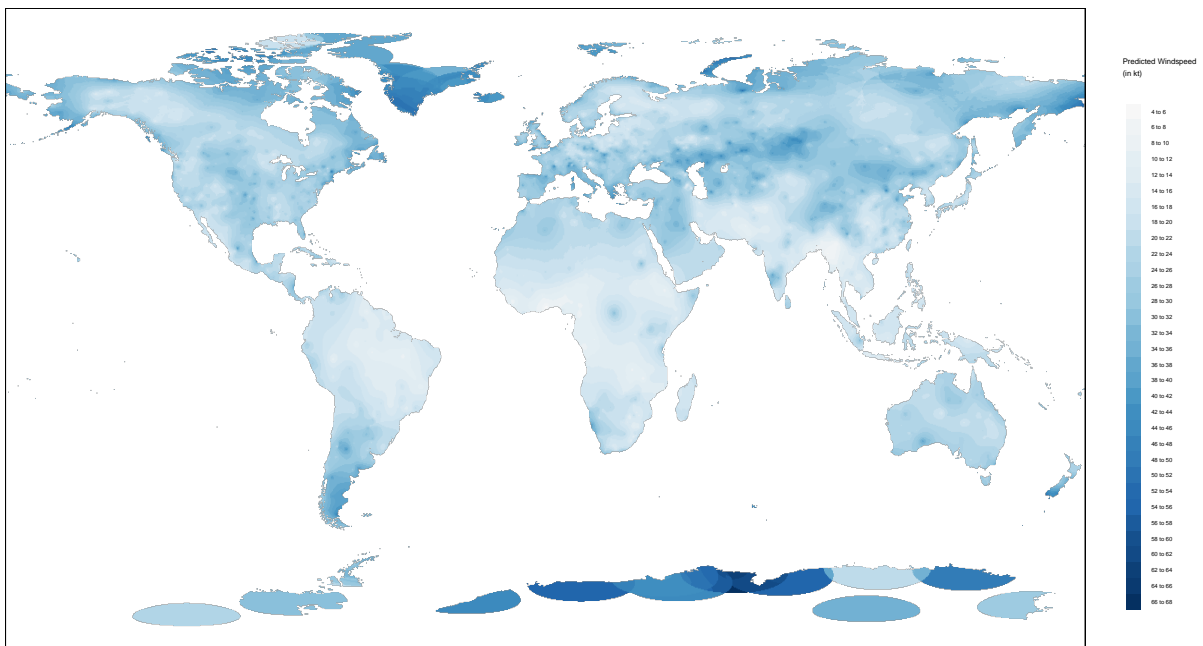 Predicted Windspeed
(in kt)
4 to 6
6 to 8
8 to 10
10 to 12
12 to 14
14 to 16
16 to 18
18 to 20
20 to 22
22 to 24
24 to 26
26 to 28
28 to 30
30 to 32
32 to 34
34 to 36
36 to 38
38 to 40
40 to 42
42 to 44
44 to 46
46 to 48
48 to 50
50 to 52
52 to 54
54 to 56
56 to 58
58 to 60
60 to 62
62 to 64
64 to 66
66 to 68